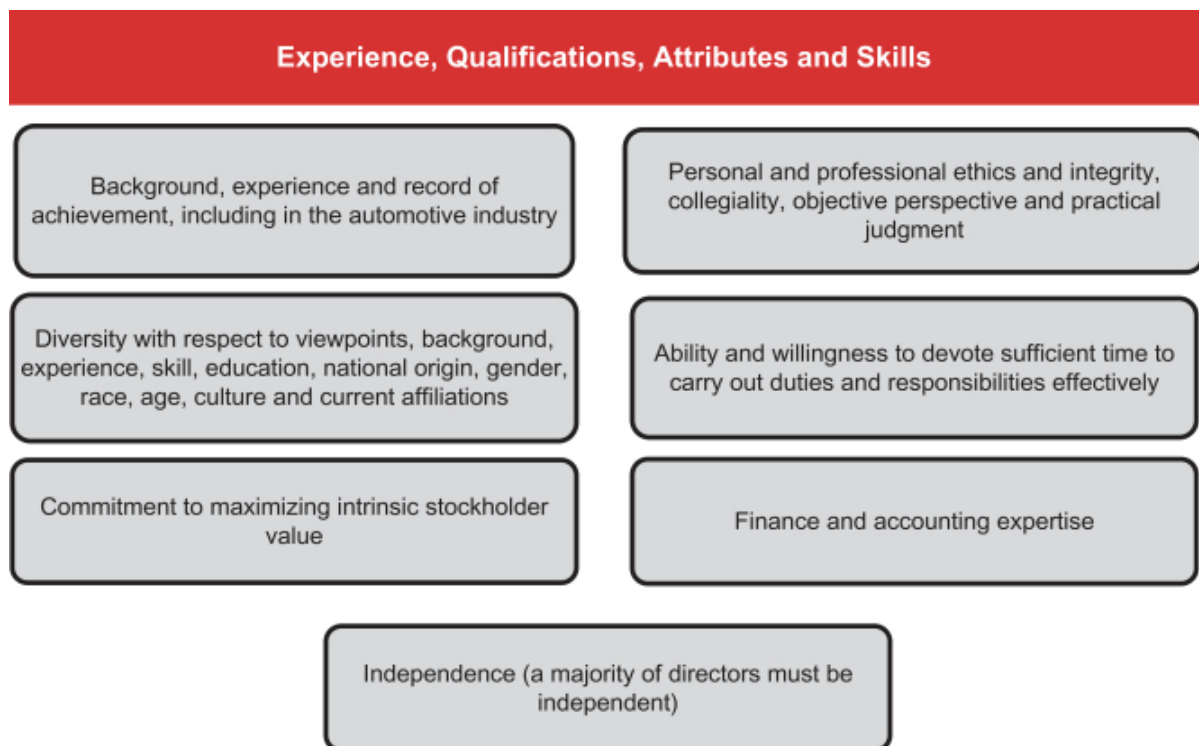 Experience, Qualifications, Attributes and Skills
Background, experience and record of
achievement, including in the automotive industry
Personal and professional ethics and integrity,
collegiality, objective perspective and practical
judgment
Diversity with respect to viewpoints, background,
experience, skill, education, national origin, gender,
race, age, culture and current affiliations
Ability and willingness to devote sufficient time to
carry out duties and responsibilities effectively
Commitment to maximizing intrinsic stockholder
value
Finance and accounting expertise
Independence (a majority of directors must be
independent)